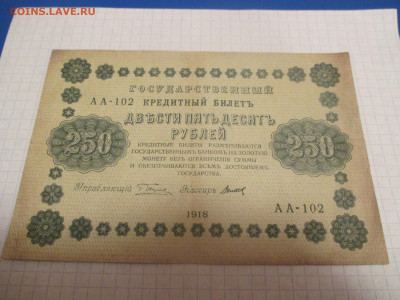 COINS.ЛАВЕ.RU
ГОСУДАРСТВЕННЫЙ
АА-102 КРЕДИТНЫЙ БИЛЕТЪ
ДВѢСТИ ПЯТЬДЕСЯТЪ
РУБЛЕЙ
250 250
КРЕДИТНЫЕ БИЛЕТЫ РАЗМѢНИВАЮТСЯ
ГОСУДАРСТВЕННЫМЪ БАНКОМЪ НА ЗОЛОТУЮ
МОНЕТУ БЕЗЪ ОГРАНИЧЕНІЯ СУММЫ
И ОБЕЗПЕЧИВАЮТСЯ ВСѢМЪ ДОСТОЯНІЕМЪ
ГОСУДАРСТВА.
Управляющій Кассиръ
1918
АА-102